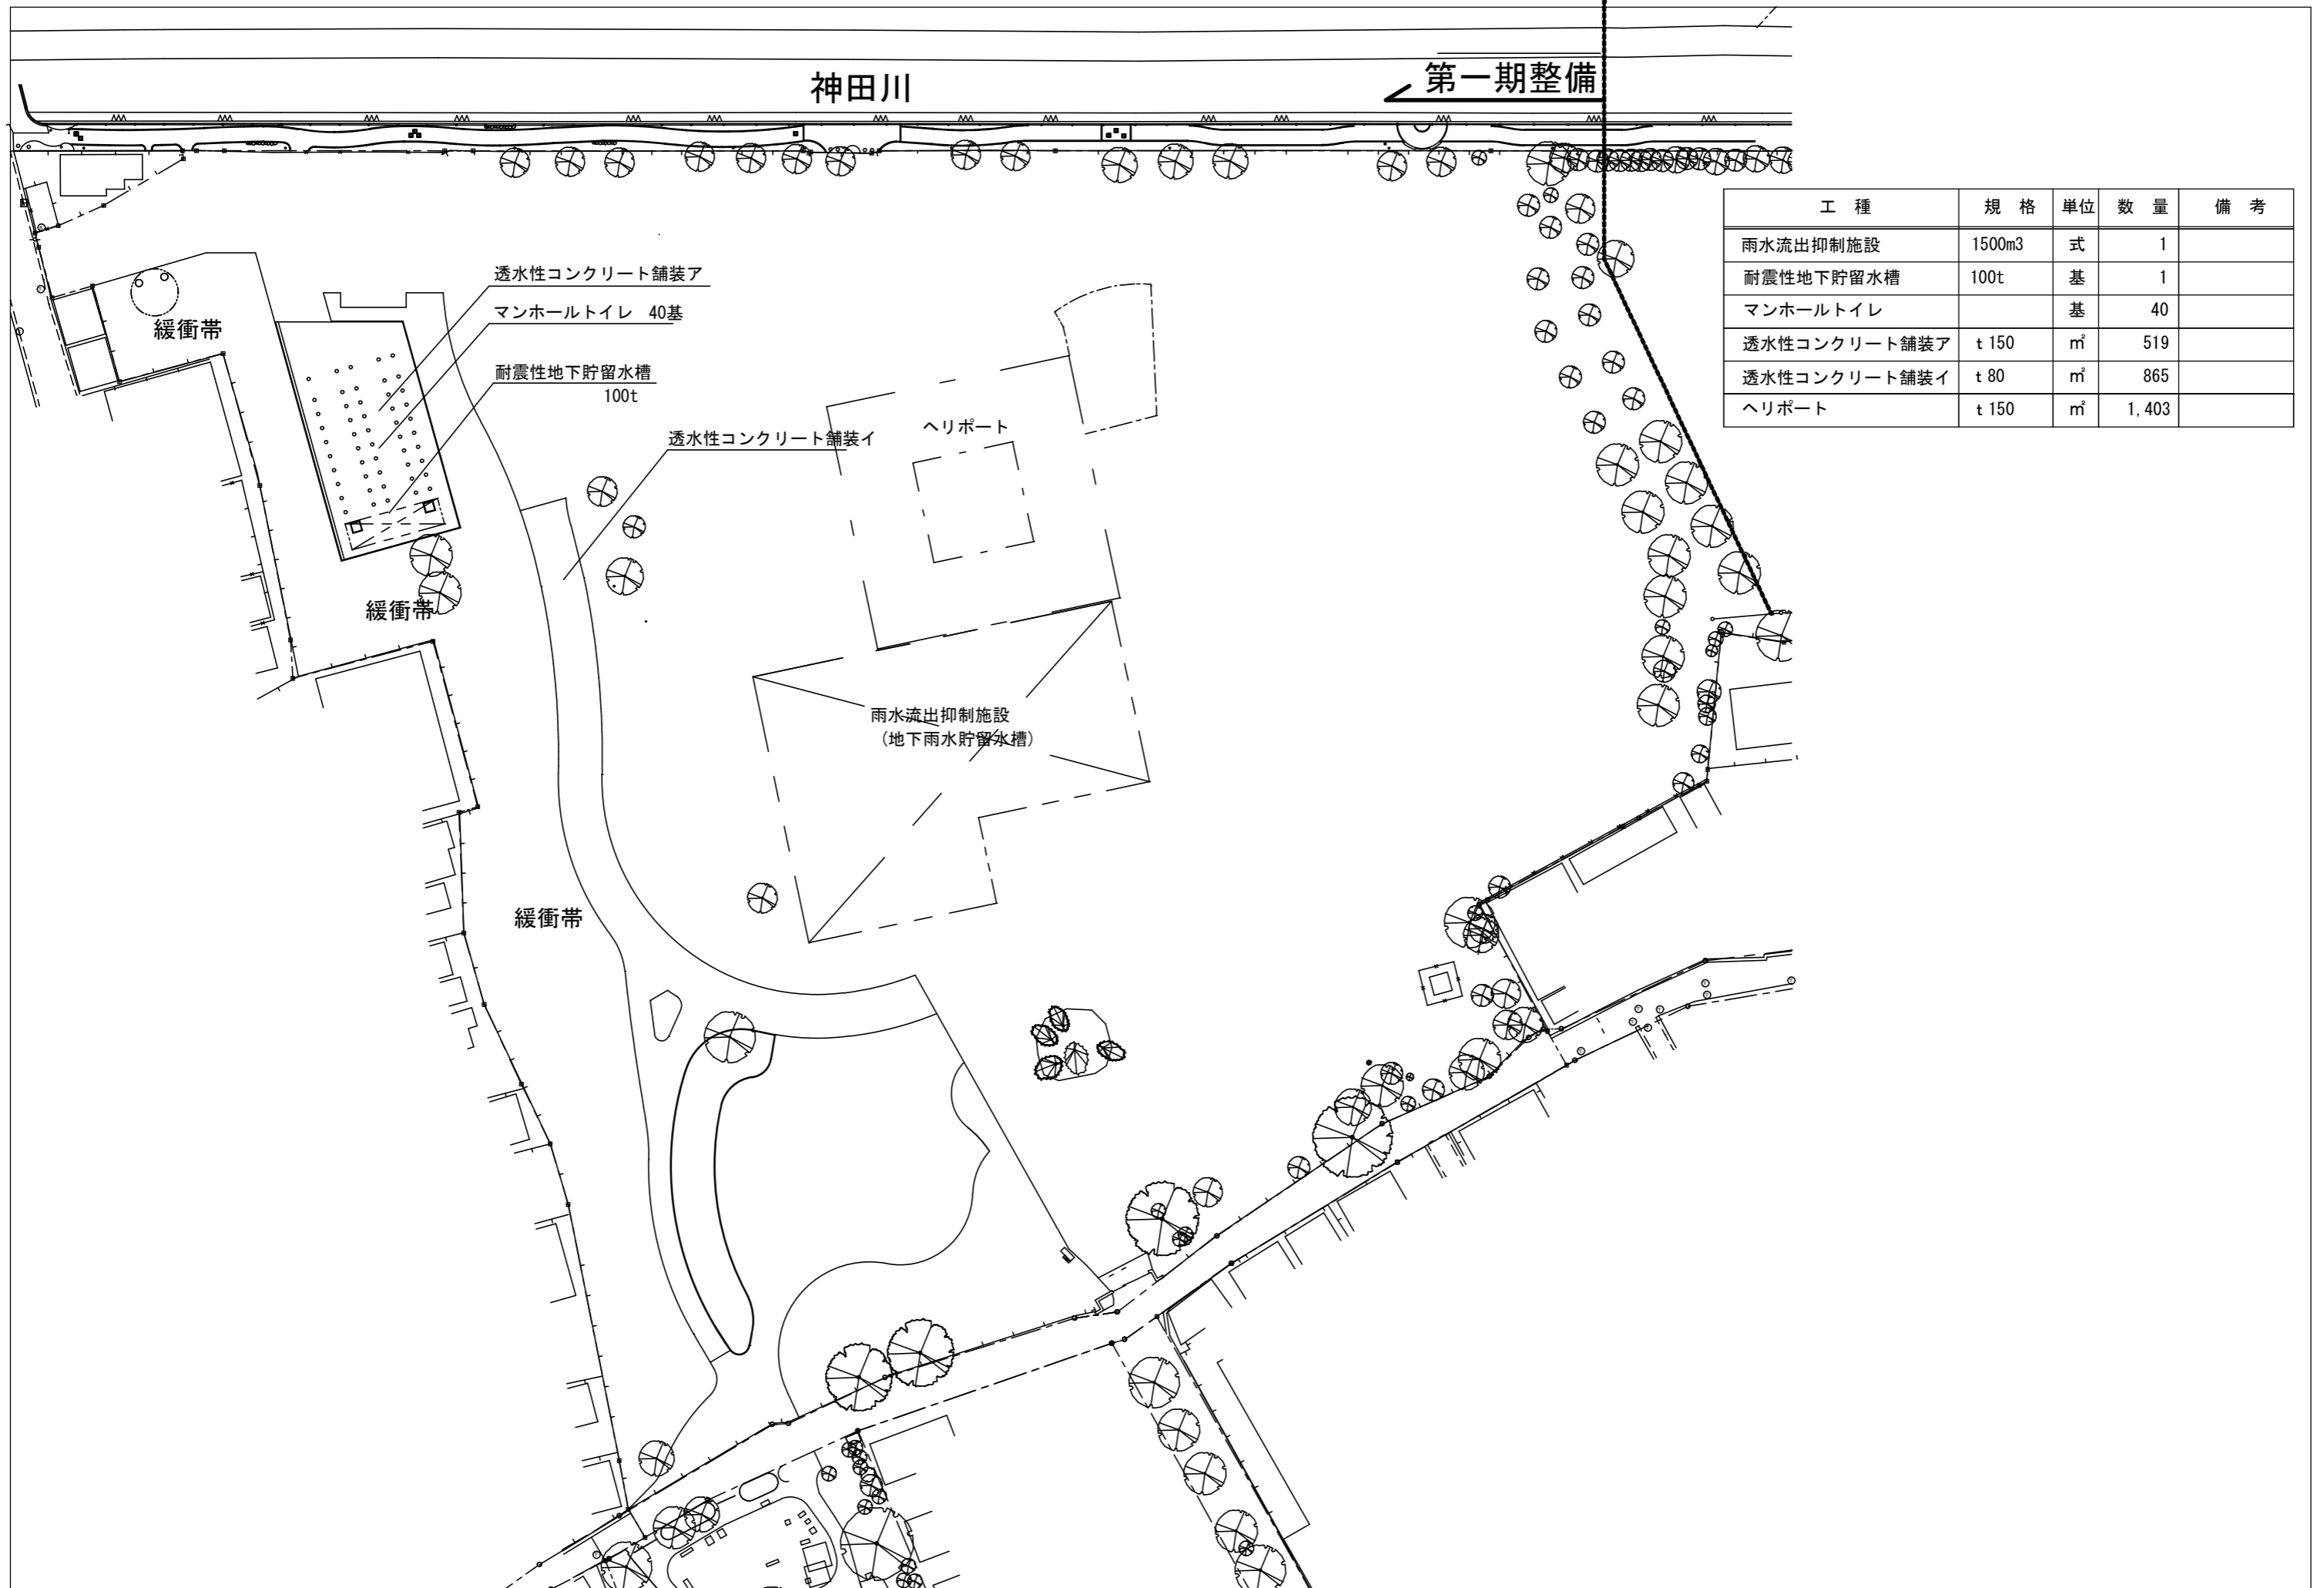 神田川
第一期整備
工 種 規 格 単位 数 量 備 考
雨水流出抑制施設 1500m3 式 1
耐震性地下貯留水槽 100t 基 1
マンホールトイレ 基 40
透水性コンクリート舗装ア t 150 ㎡ 519
透水性コンクリート舗装イ t 80 ㎡ 865
ヘリポート t 150 ㎡ 1,403
透水性コンクリート舗装ア
マンホールトイレ 40基
緩衝帯
耐震性地下貯留水槽
100t
透水性コンクリート舗装イ
ヘリポート
緩衝帯
雨水流出抑制施設
(地下雨水貯留水槽)
緩衝帯